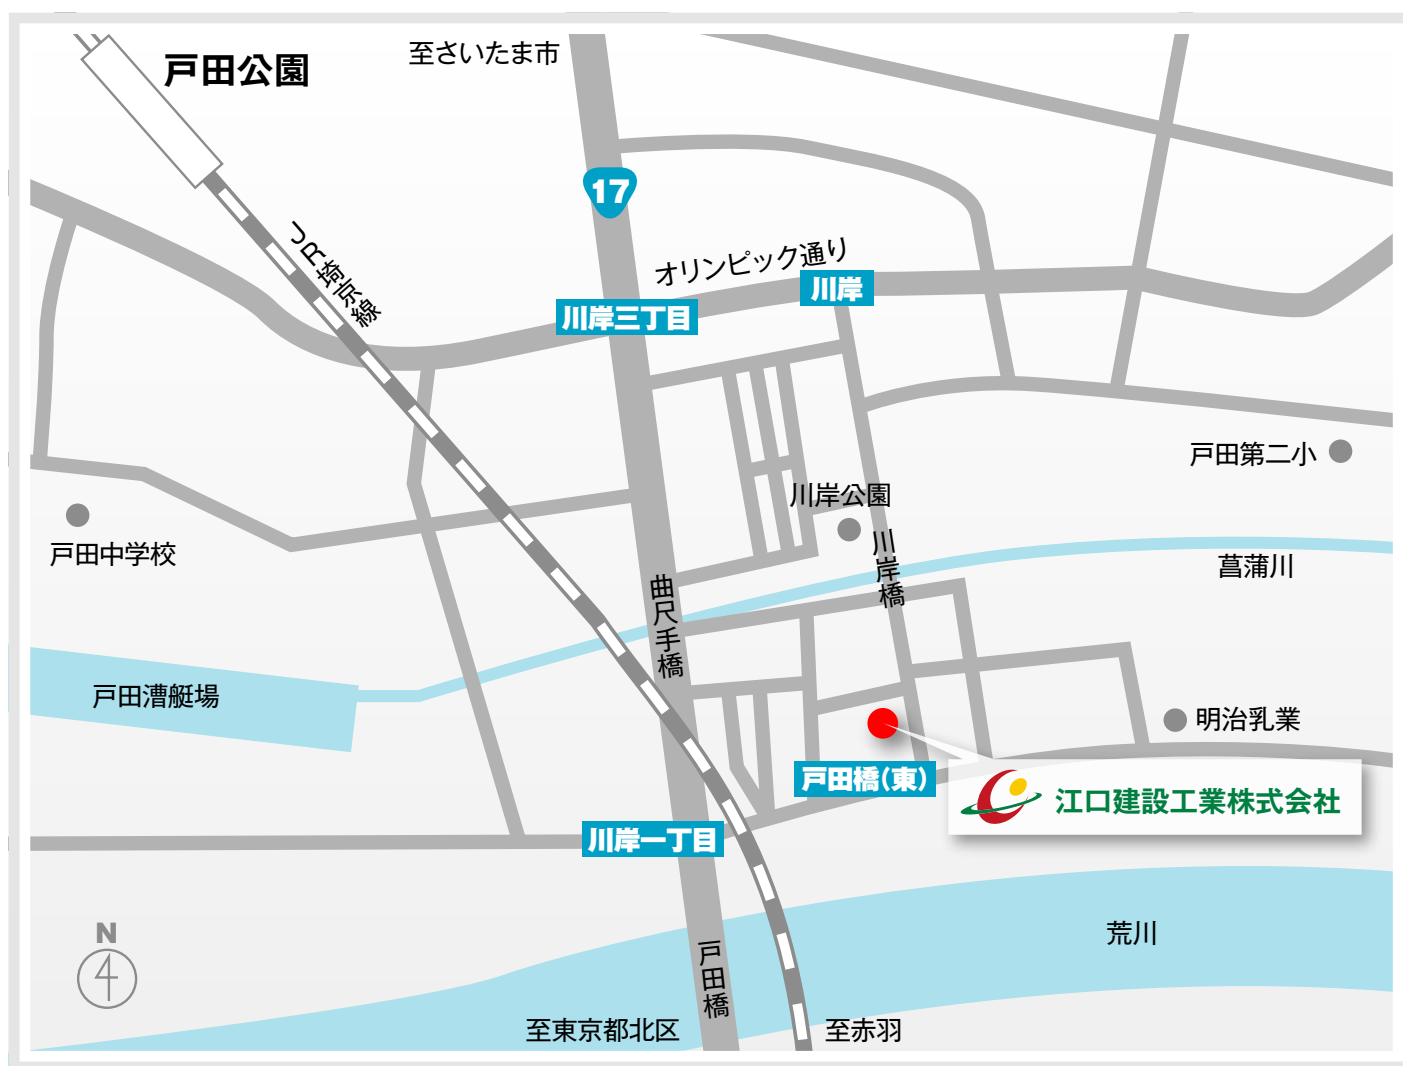 戸田公園
至さいたま市
17
JR埼京線
オリンピック通り
川岸
川岸三丁目
戸田第二小
川岸公園
川岸橋
戸田中学校
菖蒲川
曲尺手橋
戸田漕艇場
明治乳業
戸田橋(東)
江口建設工業株式会社
川岸一丁目
N
荒川
戸田橋
至東京都北区
至赤羽